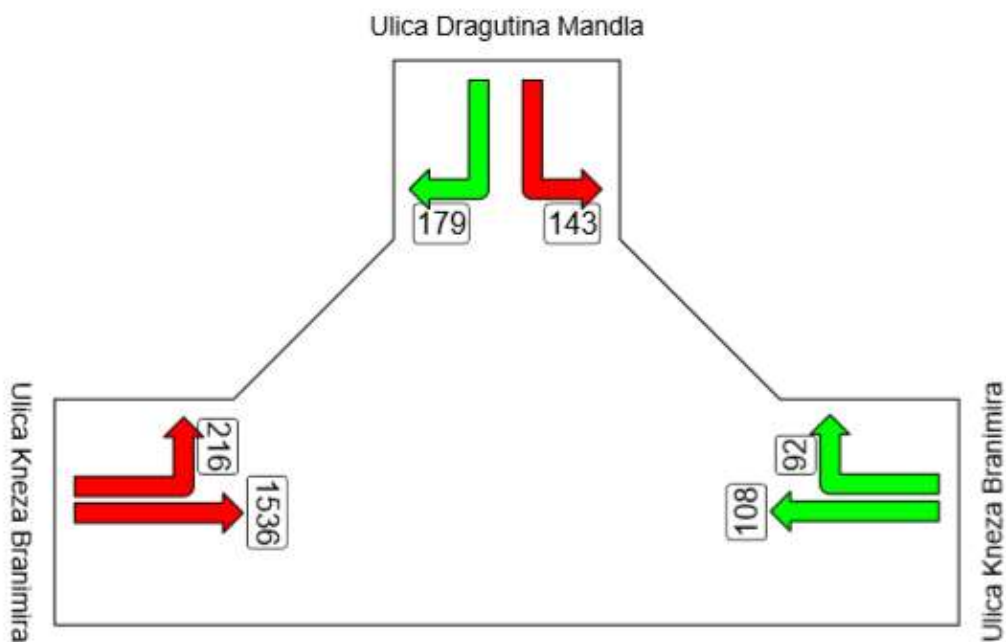 Ulica Dragutina Mandla
179
143
Ulica Kneza Branimira
216
1536
92
108
Ulica Kneza Branimira